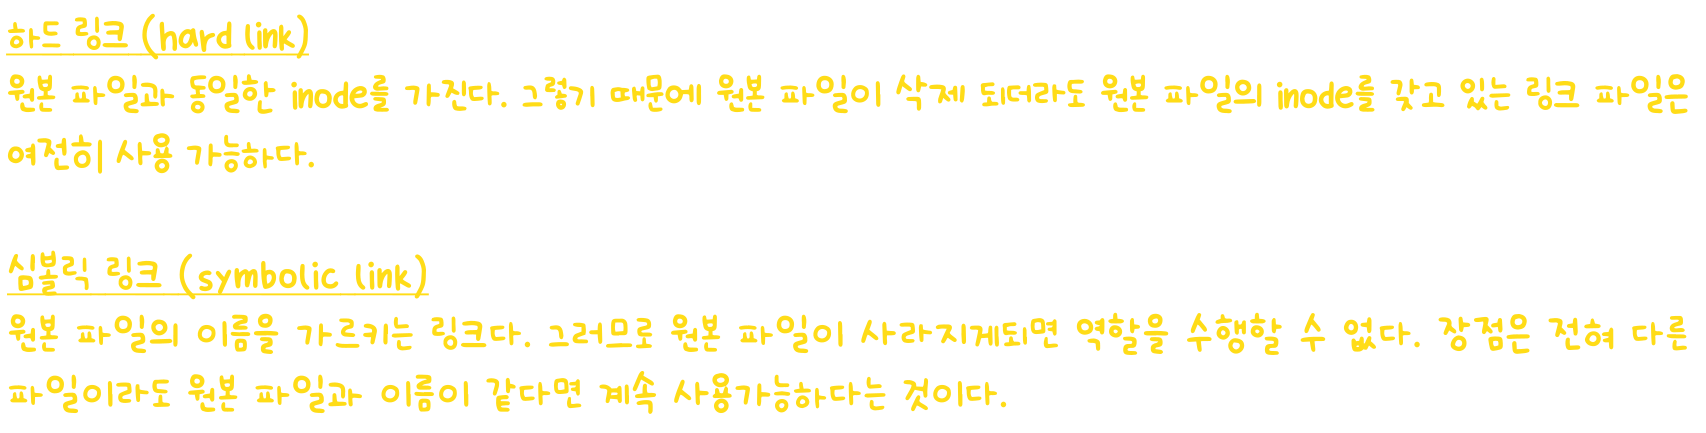 하드 링크 (hard link)
원본 파일과 동일한 inode를 가진다. 그렇기 때문에 원본 파일이 삭제 되더라도 원본 파일의 inode를 갖고 있는 링크 파일은
여전히 사용 가능하다.
심볼릭 링크 (symbolic link)
원본 파일의 이름을 가르키는 링크다. 그러므로 원본 파일이 사라지게되면 역할을 수행할 수 없다. 장점은 전혀 다른
파일이라도 원본 파일과 이름이 같다면 계속 사용가능하다는 것이다.